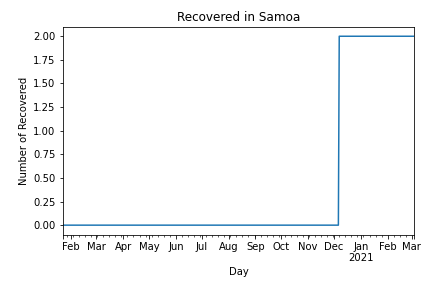 Recovered in Samoa
2.00
1.75
1.50
1.25
1.00
0.75
0.50
0.25
0.00
Number of Recovered
Feb Mar Apr May Jun Jul Aug Sep Oct Nov Dec Jan Feb Mar
2021
Day